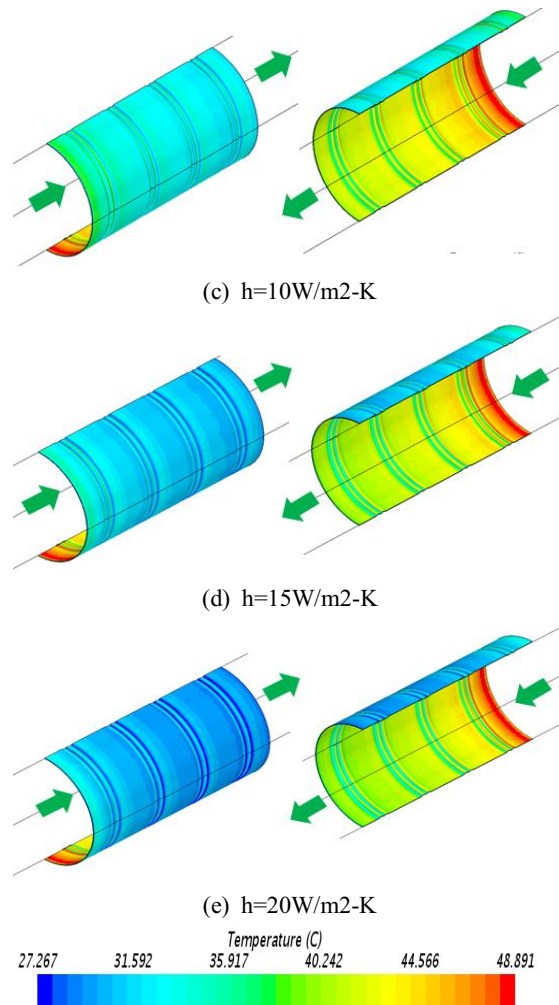 (c) h=10W/m2-K
(d) h=15W/m2-K
(e) h=20W/m2-K
Temperature (C)
27.267 31.592 35.917 40.242 44.566 48.891